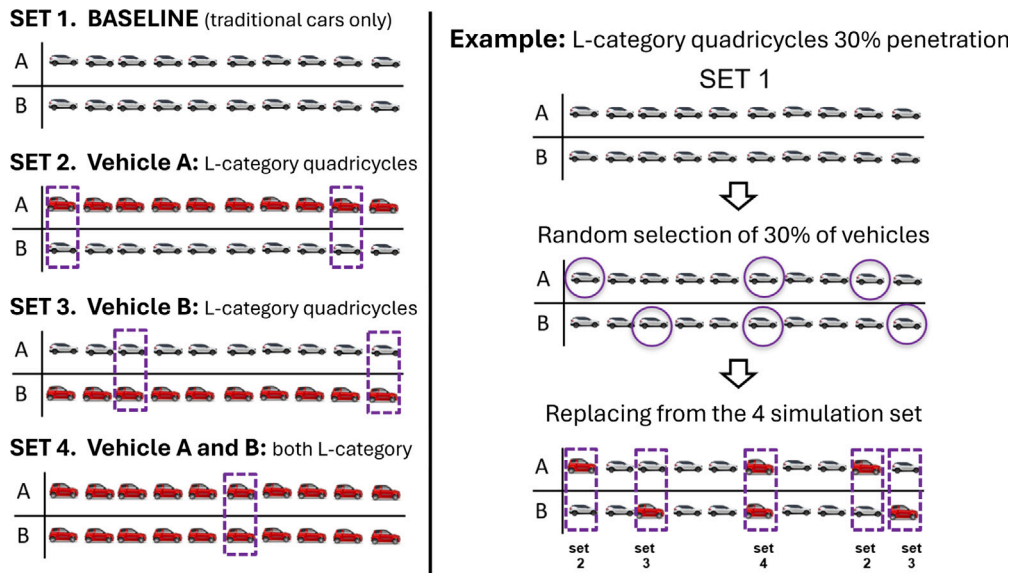 SET 1. BASELINE (traditional cars only)
A
B
SET 2. Vehicle A: L-category quadricycles
A
B
SET 3. Vehicle B: L-category quadricycles
A
B
SET 4. Vehicle A and B: both L-category
A
B
Example: L-category quadricycles 30% penetration
SET 1
A
B
Random selection of 30% of vehicles
A
B
Replacing from the 4 simulation set
A
B
set set set set set
2 3 4 2 3